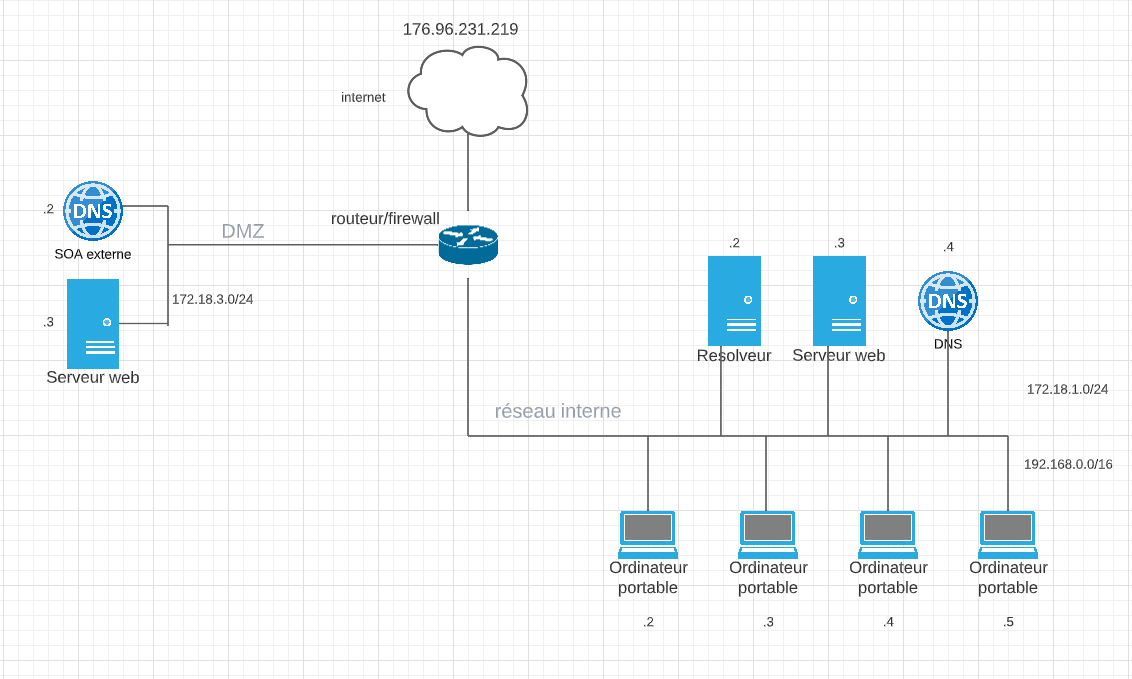 176.96.231.219
internet
routeur/firewall
DMZ
.2
DNS
SOA externe
172.18.3.0/24
.3
Serveur web
.2
.3
.4
DNS
Resolveur
Serveur web
DNS
172.18.1.0/24
réseau interne
192.168.0.0/16
Ordinateur
portable
Ordinateur
portable
Ordinateur
portable
Ordinateur
portable
.2
.3
.4
.5